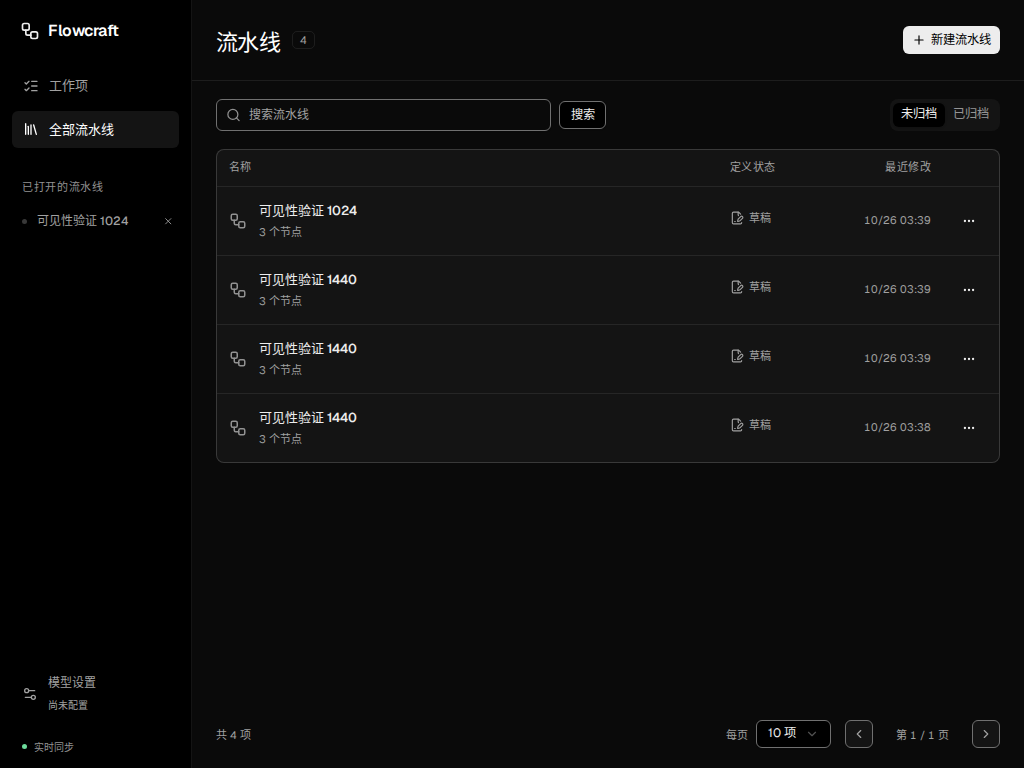 Flowcraft
工作项
全部流水线
已打开的流水线
可见性验证 1024
模型设置
尚未配置
实时同步
流水线 4
新建流水线
搜索流水线 搜索
未归档 已归档
名称 定义状态 最近修改
可见性验证 1024
3 个节点
草稿 10/26 03:39
可见性验证 1440
3 个节点
草稿 10/26 03:39
可见性验证 1440
3 个节点
草稿 10/26 03:39
可见性验证 1440
3 个节点
草稿 10/26 03:38
共 4 项 每页 10 项 第 1 / 1 页